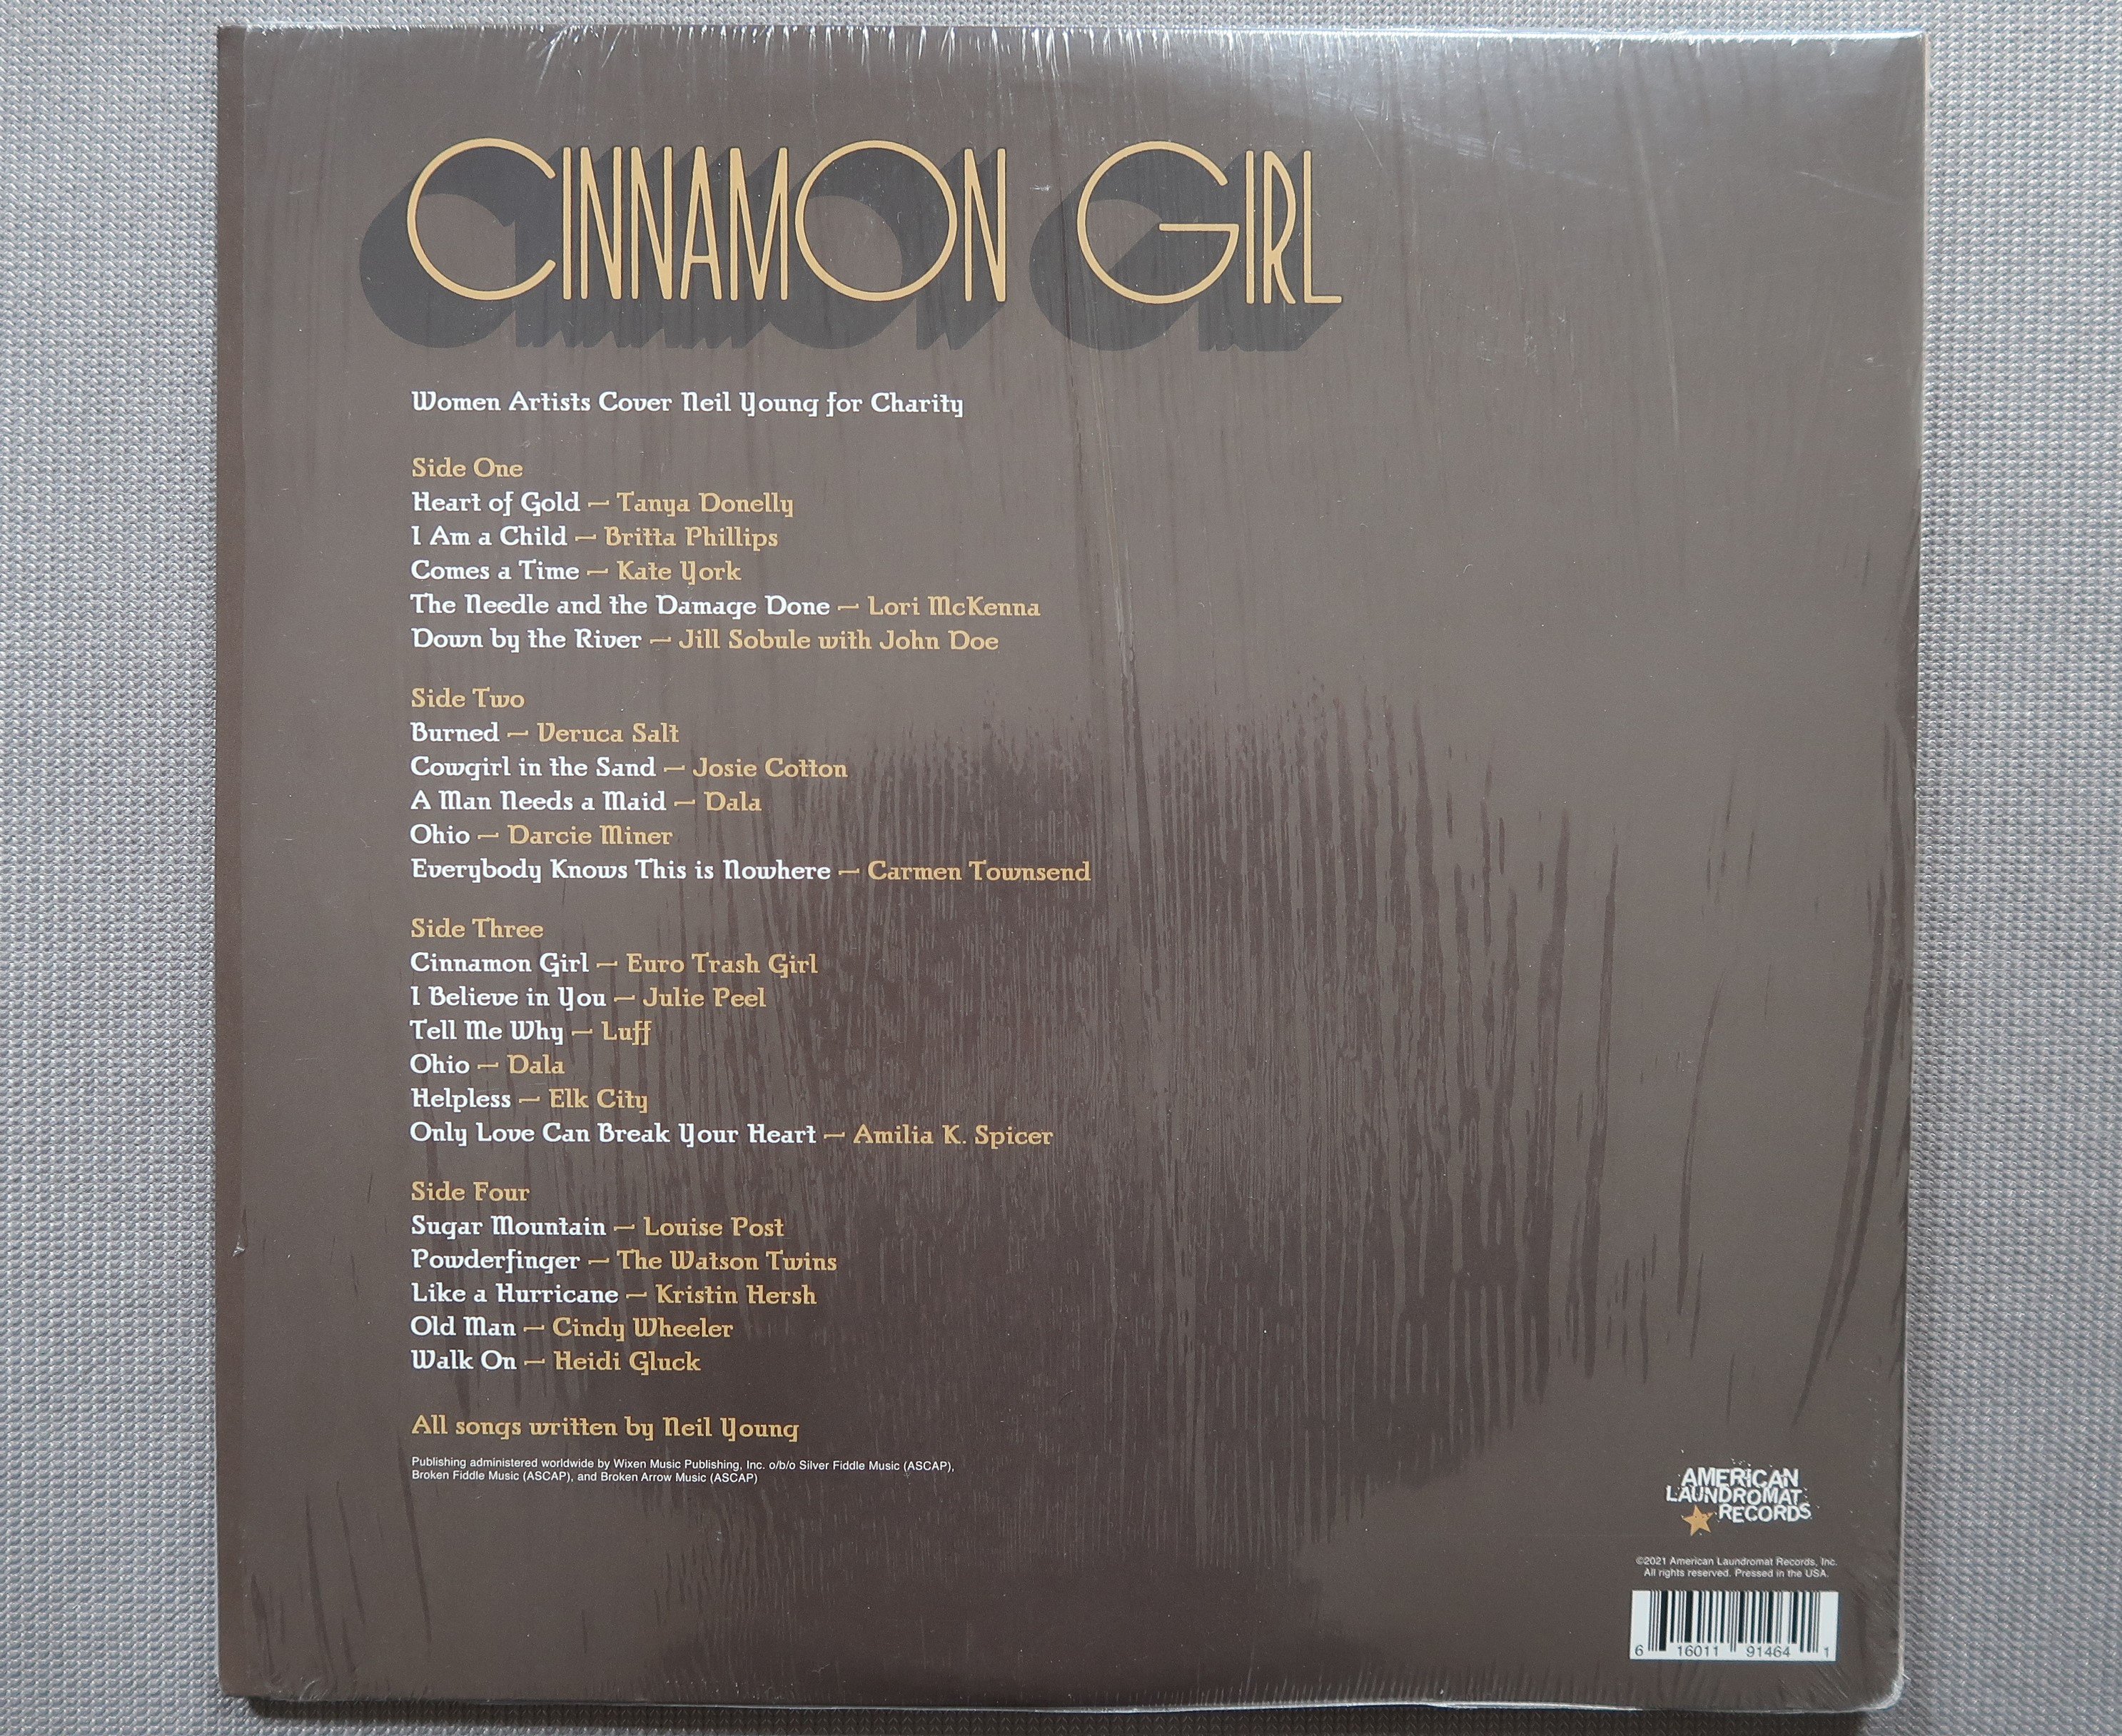 CINNAMON GIRL
Women Artists Cover Neil Young for Charity
Side One
Heart of Gold — Tanya Donelly
I Am a Child — Britta Phillips
Comes a Time — Kate York
The Needle and the Damage Done — Lori McKenna
Down by the River — Jill Sobule with John Doe
Side Two
Burned — Veruca Salt
Cowgirl in the Sand — Josie Cotton
A Man Needs a Maid — Dala
Ohio — Darcie Miner
Everybody Knows This is Nowhere — Carmen Townsend
Side Three
Cinnamon Girl — Euro Trash Girl
I Believe in You — Julie Peel
Tell Me Why — Luff
Ohio — Dala
Helpless — Elk City
Only Love Can Break Your Heart — Amilia K. Spicer
Side Four
Sugar Mountain — Louise Post
Powderfinger — The Watson Twins
Like a Hurricane — Kristin Hersh
Old Man — Cindy Wheeler
Walk On — Heidi Gluck
All songs written by Neil Young
Publishing administered worldwide by Wixen Music Publishing, Inc. o/b/o Silver Fiddle Music (ASCAP),
Broken Fiddle Music (ASCAP), and Broken Arrow Music (ASCAP)
AMERICAN
LAUNDROMAT
RECORDS
©2021 American Laundromat Records, Inc.
All rights reserved. Pressed in the USA.
6 16011 91464 1